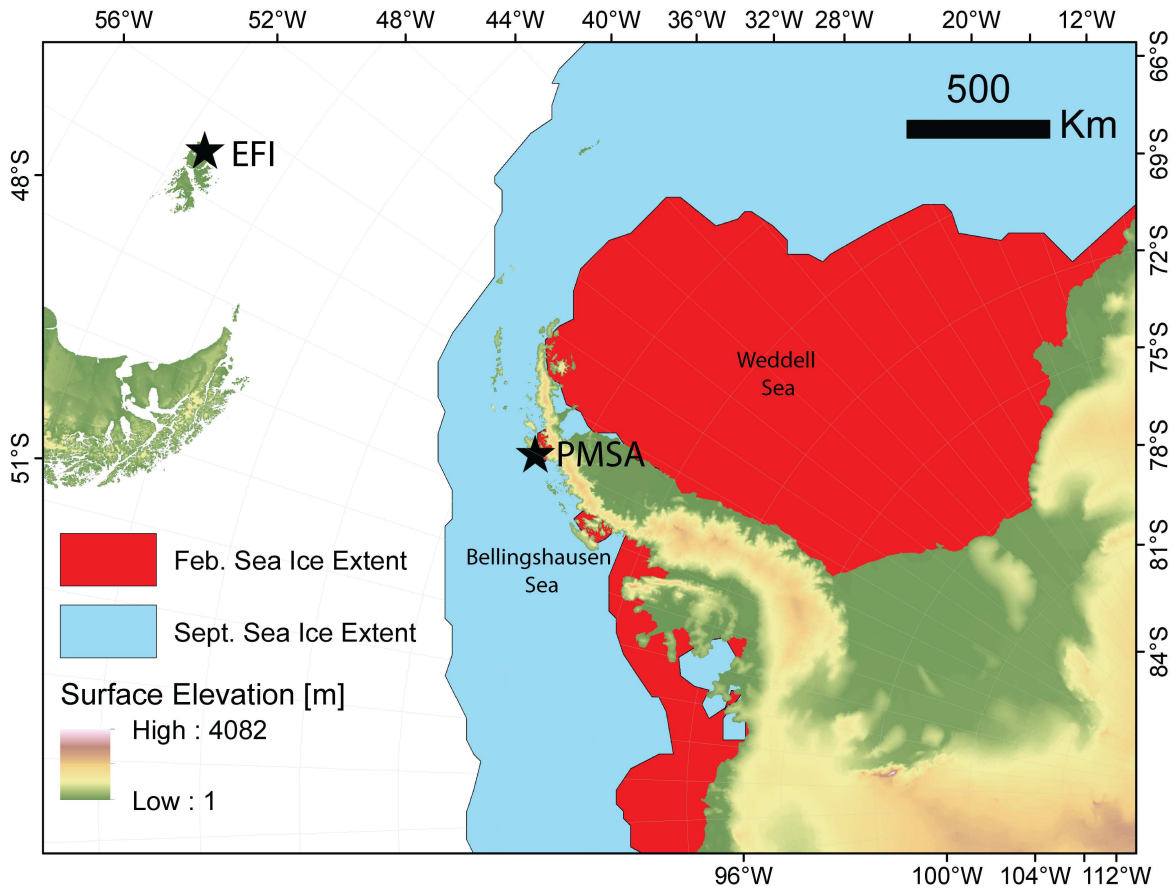 56°W 52°W 48°W 44°W 40°W 36°W 32°W 28°W 20°W 12°W
66°S
69°S
72°S
75°S
78°S
81°S
84°S
48°S
51°S
500
Km
EFI
Weddell
Sea
PMSA
Bellingshausen
Sea
Feb. Sea Ice Extent
Sept. Sea Ice Extent
Surface Elevation [m]
High : 4082
Low : 1
96°W 100°W 104°W 112°W